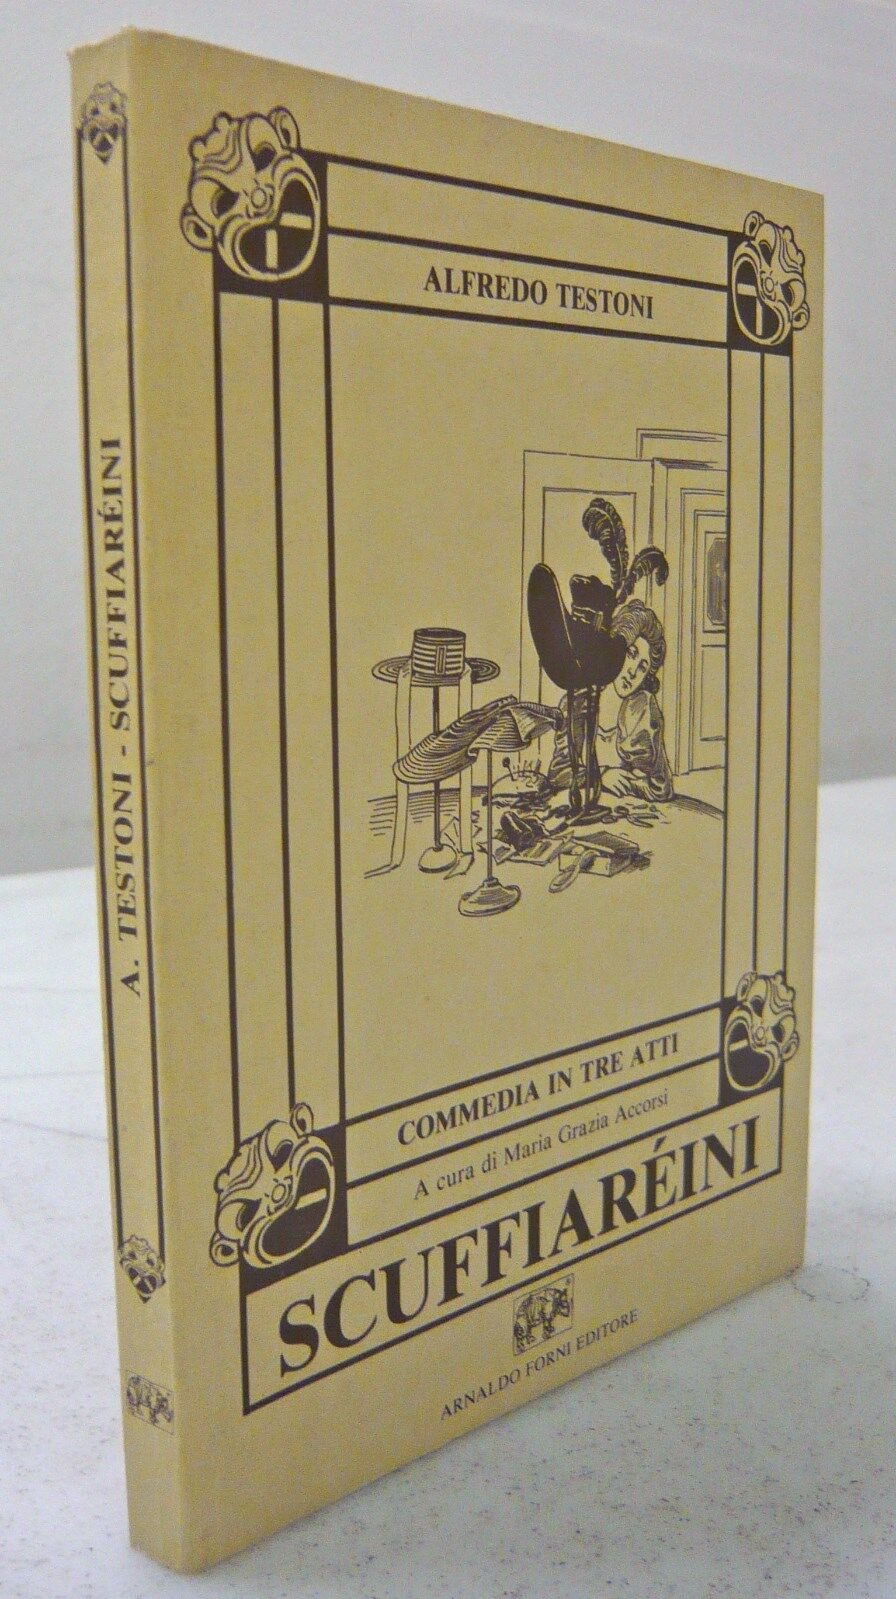 A. TESTONI - SCUFFIARÉINI
ALFREDO TESTONI
COMMEDIA IN TRE ATTI
A cura di Maria Grazia Accorsi
SCUFFIARÉINI
ARNALDO FORNI EDITORE